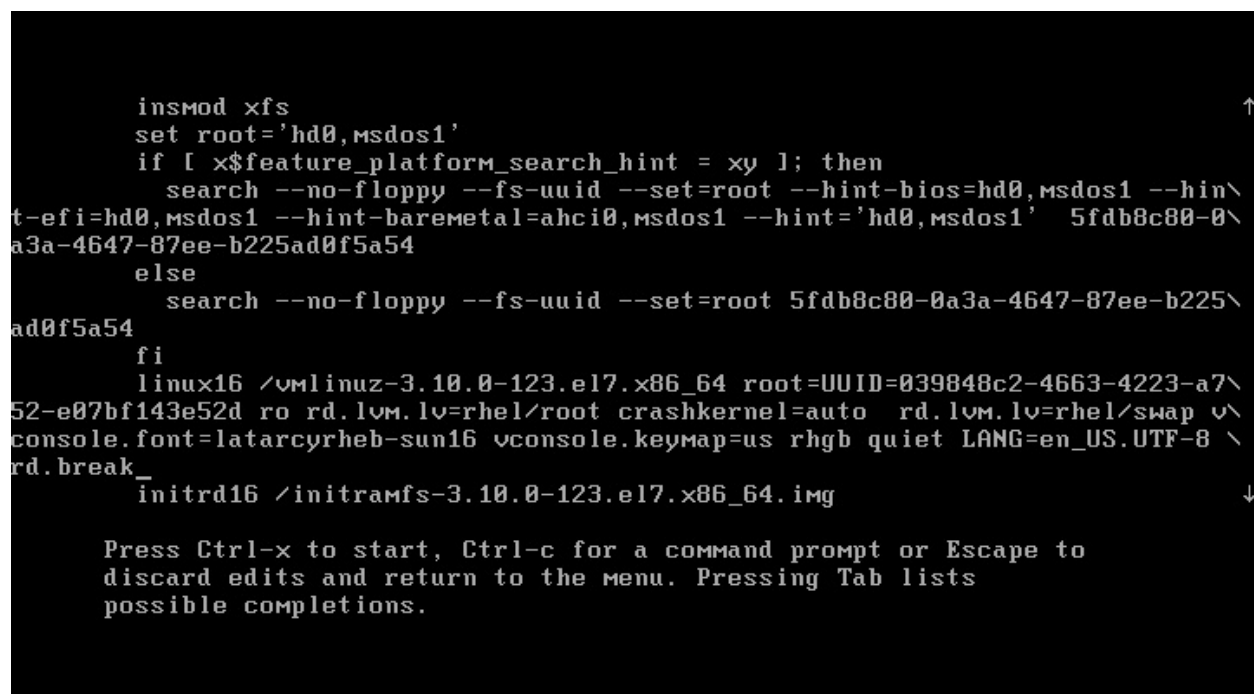 insmod xfs ↑
set root='hd0,msdos1'
if [ x$feature_platform_search_hint = xy ]; then
search --no-floppy --fs-uuid --set=root --hint-bios=hd0,msdos1 --hin\
t-efi=hd0,msdos1 --hint-baremetal=ahci0,msdos1 --hint='hd0,msdos1'  5fdb8c80-0\
a3a-4647-87ee-b225ad0f5a54
else
search --no-floppy --fs-uuid --set=root 5fdb8c80-0a3a-4647-87ee-b225\
ad0f5a54
fi
linux16 /vmlinuz-3.10.0-123.el7.x86_64 root=UUID=039848c2-4663-4223-a7\
52-e07bf143e52d ro rd.lvm.lv=rhel/root crashkernel=auto  rd.lvm.lv=rhel/swap v\
console.font=latarcyrheb-sun16 vconsole.keymap=us rhgb quiet LANG=en_US.UTF-8 \
rd.break_
initrd16 /initramfs-3.10.0-123.el7.x86_64.img ↓
Press Ctrl-x to start, Ctrl-c for a command prompt or Escape to
discard edits and return to the menu. Pressing Tab lists
possible completions.